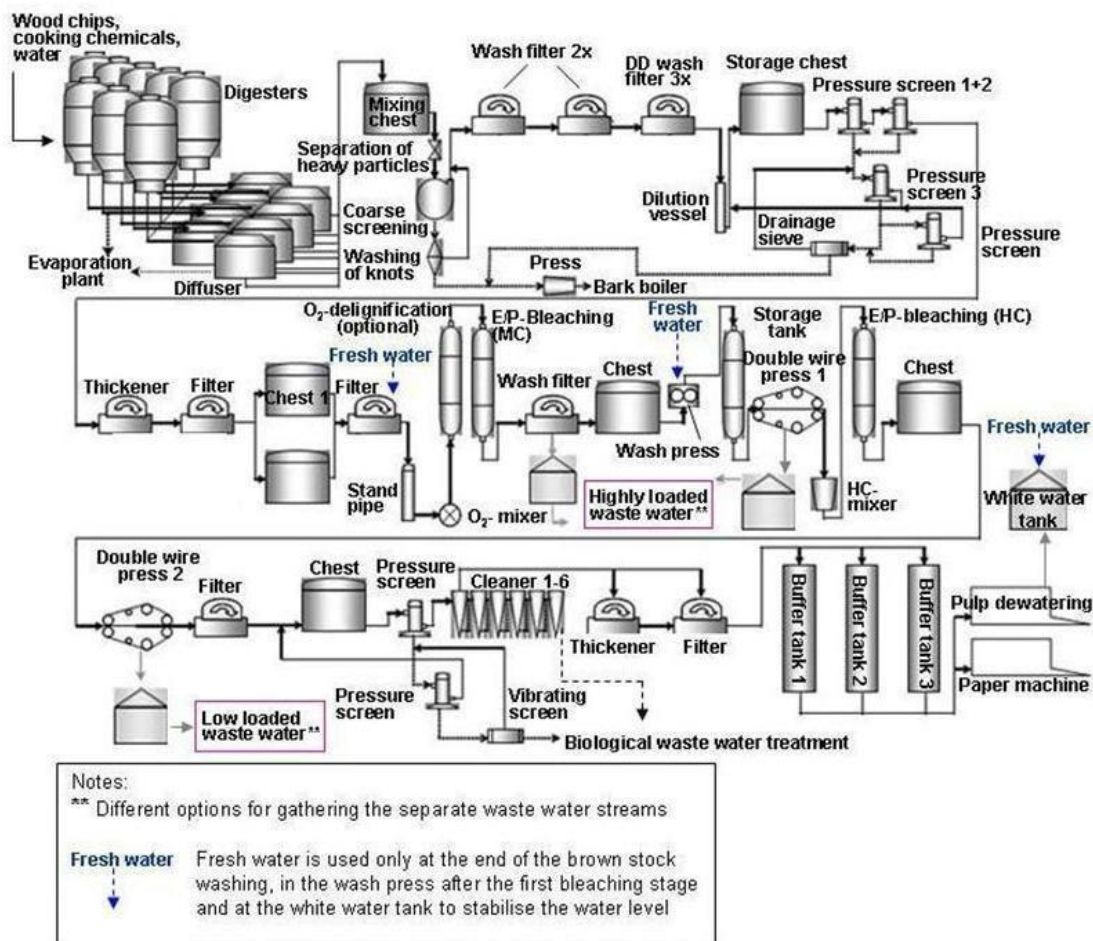 Wood chips,
cooking chemicals,
water
Digesters
Mixing
chest
Wash filter 2x
DD wash
filter 3x
Storage chest
Pressure screen 1+2
Separation of
heavy particles
Coarse
screening
Washing
of knots
Evaporation
plant
Diffuser
Press
Bark boiler
Dilution
vessel
Drainage
sieve
Pressure
screen 3
Pressure
screen
O₂-delignification
(optional)
E/P-Bleaching
(MC)
Fresh
water
Storage
tank
E/P-bleaching (HC)
Thickener
Filter
Chest 1
Filter
Fresh water
Wash filter
Chest
Double wire
press 1
Chest
Fresh water
Wash press
Stand
pipe
O₂- mixer
Highly loaded
waste water**
HC-
mixer
White water
tank
Double wire
press 2
Filter
Chest
Pressure
screen
Cleaner 1-6
Thickener
Filter
Buffer tank 1
Buffer tank 2
Buffer tank 3
Pulp dewatering
Paper machine
Low loaded
waste water**
Pressure
screen
Vibrating
screen
Biological waste water treatment
Notes:
** Different options for gathering the separate waste water streams
Fresh water Fresh water is used only at the end of the brown stock
washing, in the wash press after the first bleaching stage
and at the white water tank to stabilise the water level